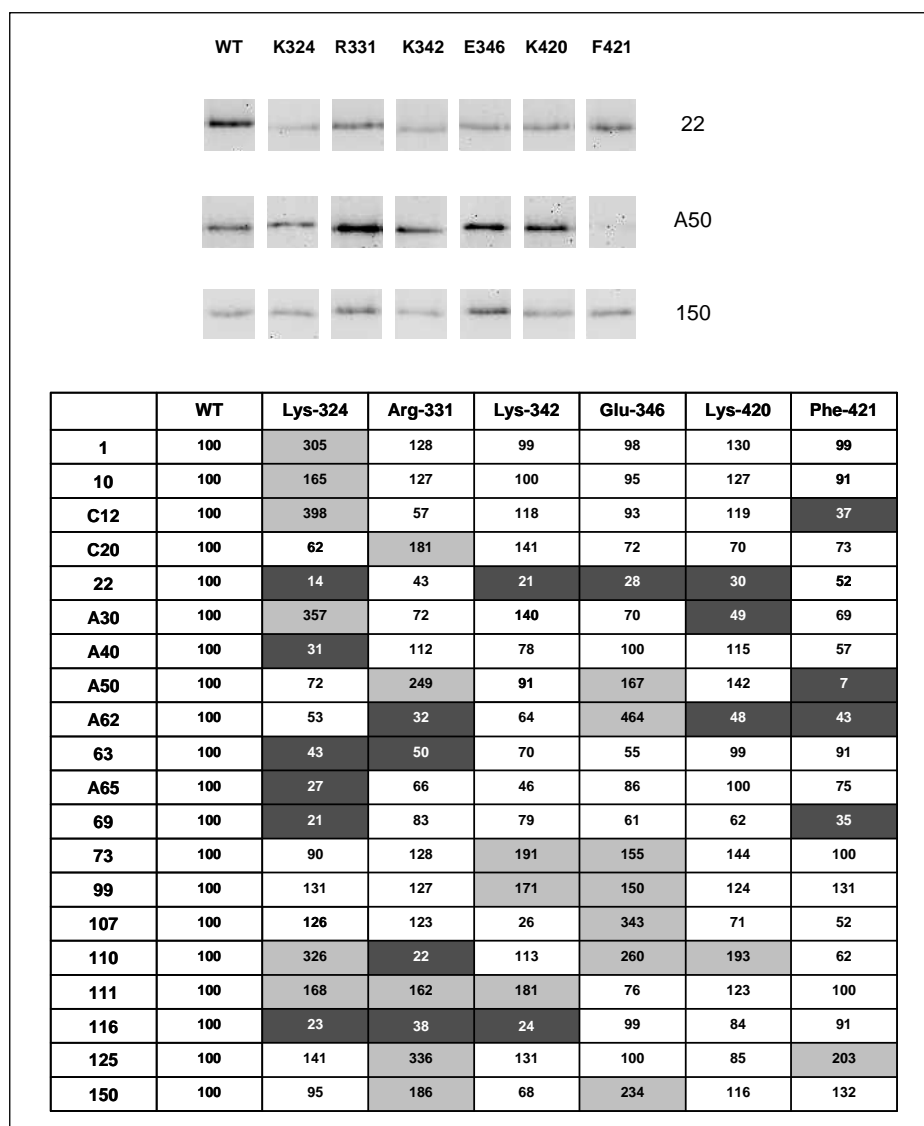 WT K324 R331 K342 E346 K420 F421
22
A50
150
WT Lys-324 Arg-331 Lys-342 Glu-346 Lys-420 Phe-421
1 100 305 128 99 98 130 99
10 100 165 127 100 95 127 91
C12 100 398 57 118 93 119 37
C20 100 62 181 141 72 70 73
22 100 14 43 21 28 30 52
A30 100 357 72 140 70 49 69
A40 100 31 112 78 100 115 57
A50 100 72 249 91 167 142 7
A62 100 53 32 64 464 48 43
63 100 43 50 70 55 99 91
A65 100 27 66 46 86 100 75
69 100 21 83 79 61 62 35
73 100 90 128 191 155 144 100
99 100 131 127 171 150 124 131
107 100 126 123 26 343 71 52
110 100 326 22 113 260 193 62
111 100 168 162 181 76 123 100
116 100 23 38 24 99 84 91
125 100 141 336 131 100 85 203
150 100 95 186 68 234 116 132